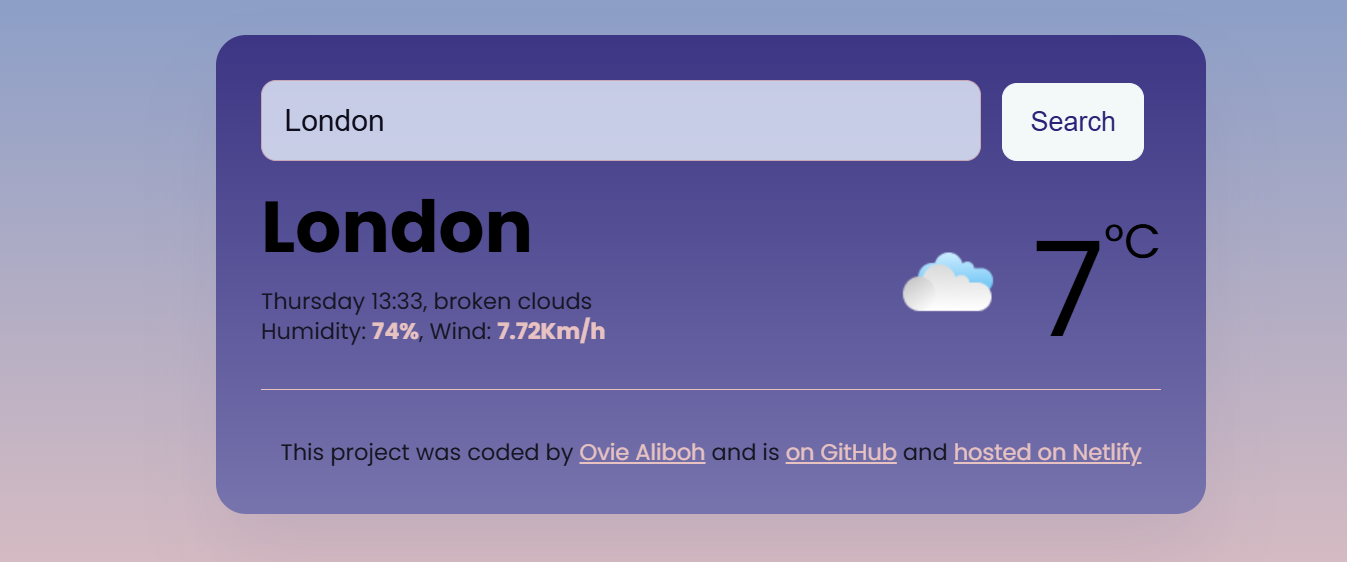 London
Search
London
Thursday 13:33, broken clouds
Humidity: 74%, Wind: 7.72Km/h
7°C
This project was coded by Ovie Aliboh and is on GitHub and hosted on Netlify